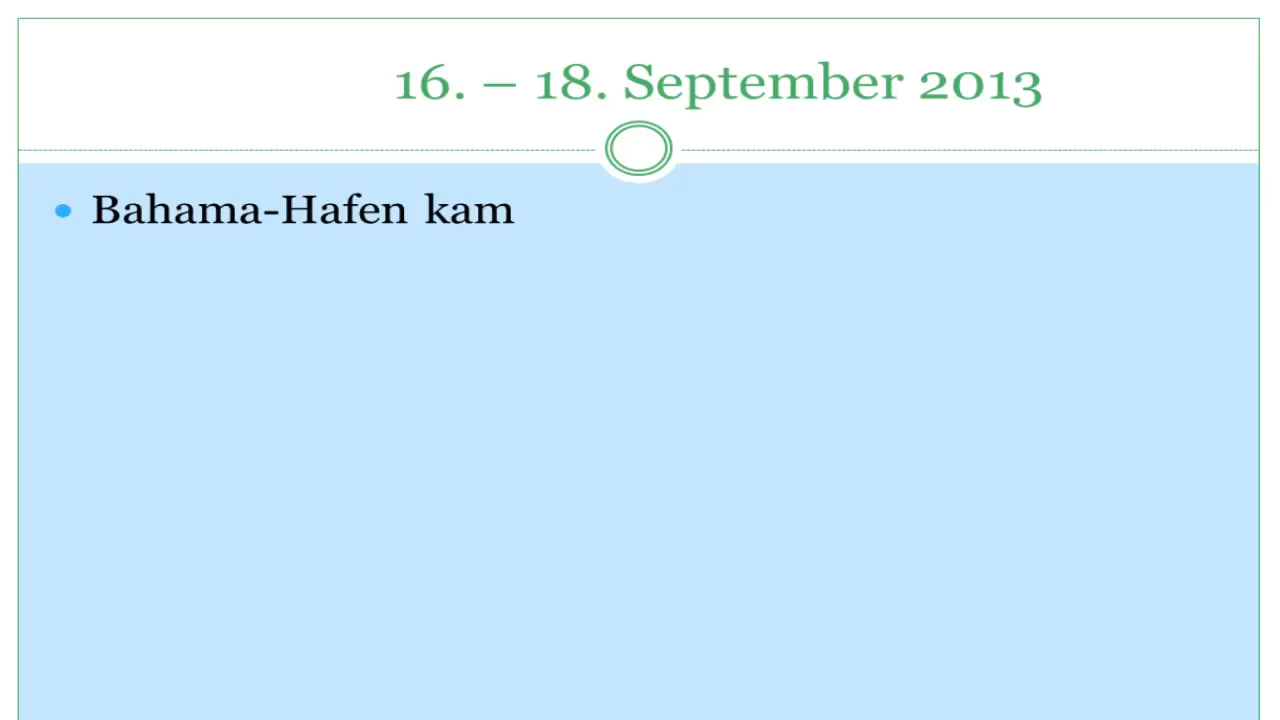 16. – 18. September 2013
• Bahama-Hafen kam